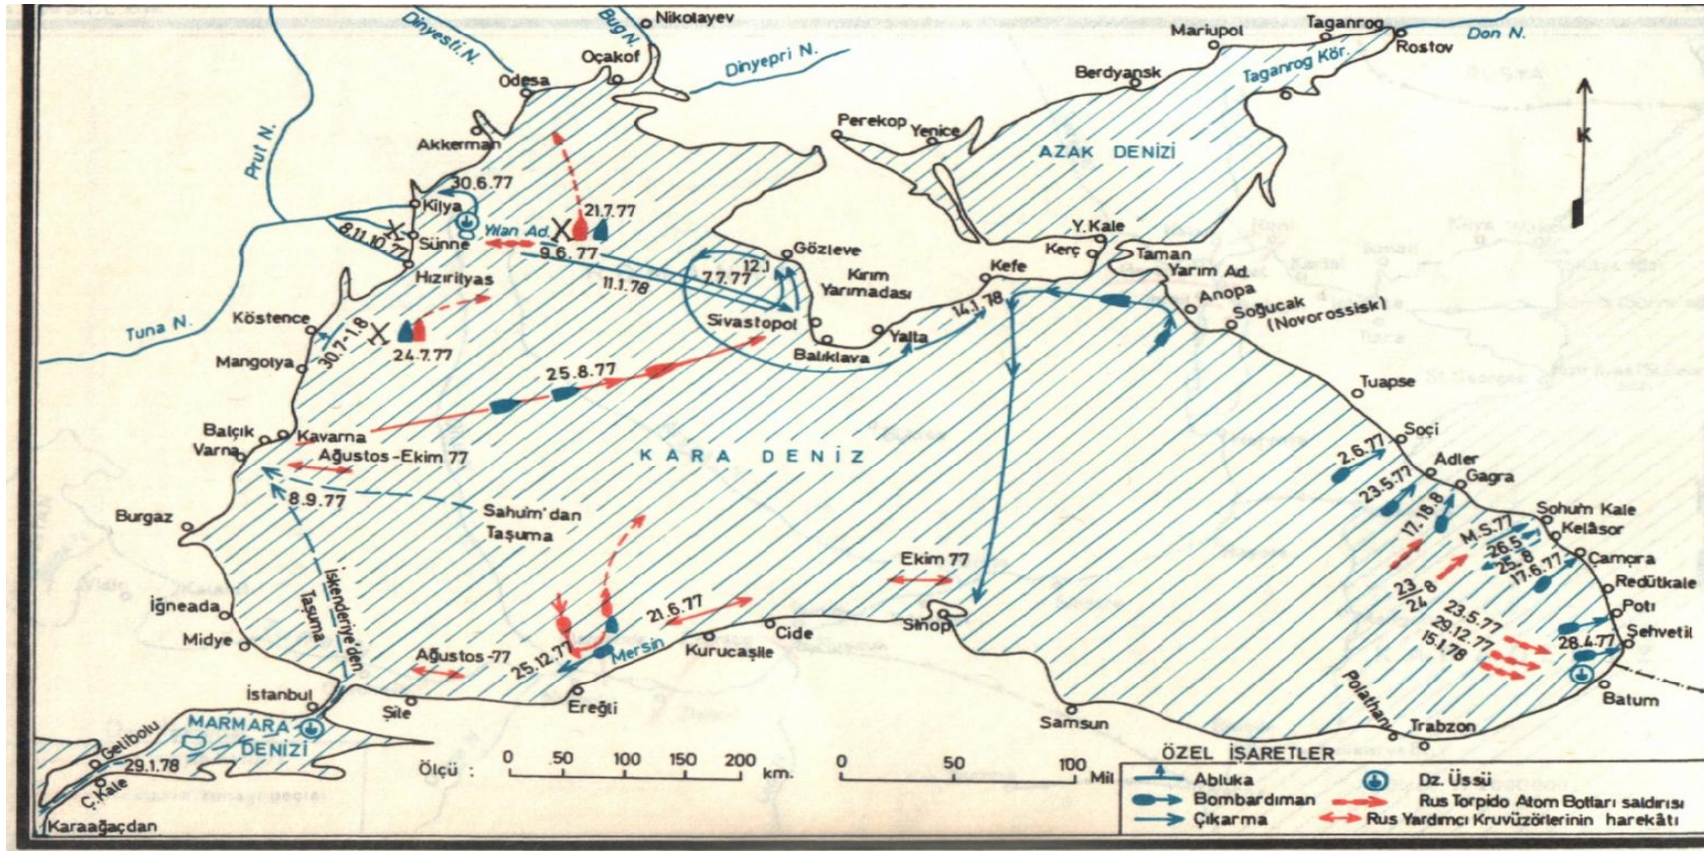 Nikolayev
Bug N.
Dinyesti N.
Oçakof
Dinyepri N.
Odesa
Mariupol
Taganrog
Rostov
Don N.
Taganrog Kör.
Berdyansk
Perekop
Yenice
AZAK DENİZİ
K
Prut N.
Akkerman
30.6.77
Kilya
Yılan Ad.
21.7.77
8.11.10.77
Sünne
9.6.77
Hızırilyas
11.1.78
7.7.77
12.1
Gözleve
Kırım
Yarımadası
Y. Kale
Kerç
Taman
Yarım Ad.
Kefe
Anopa
Soğucak
(Novorossisk)
14.1.78
Tuna N.
Köstence
30.7-1.8
24.7.77
Mangolya
Sivastopol
Yalta
Balıklava
25.8.77
Tuapse
Balçık
Kavarna
Varna
Ağustos-Ekim 77
KARA DENİZ
Soçi
2.6.77
Adler
23.5.77
Gagra
17.18.8
8.9.77
Sahum'dan
Taşuma
Burgaz
Sohum Kale
M.S.77
Kelâsor
26.5
25.8
17.6.77
Çamçıra
Ekim 77
23
24 8
Redütkale
İskenderiye'den
Taşuma
İğneada
Midye
21.6.77
23.5.77
29.12.77
15.1.78
Poti
Şehvetil
28.4.77
Batum
Sinop
Cide
Kurucaşile
Mersin
25.12.77
Ağustos-77
Ereğli
Şile
İstanbul
MARMARA
DENİZİ
Gelibolu
29.1.78
Ç.Kale
Karaağaçdan
Samsun
Polathanı
Trabzon
Ölçü : 0 50 100 150 200 km. 0 50 100 Mil
ÖZEL İŞARETLER
Abluka
Dz. Üssü
Bombardıman
Rus Torpido Atom Botları saldırısı
Çıkarma
Rus Yardımcı Kruvüzörlerinin harekâtı